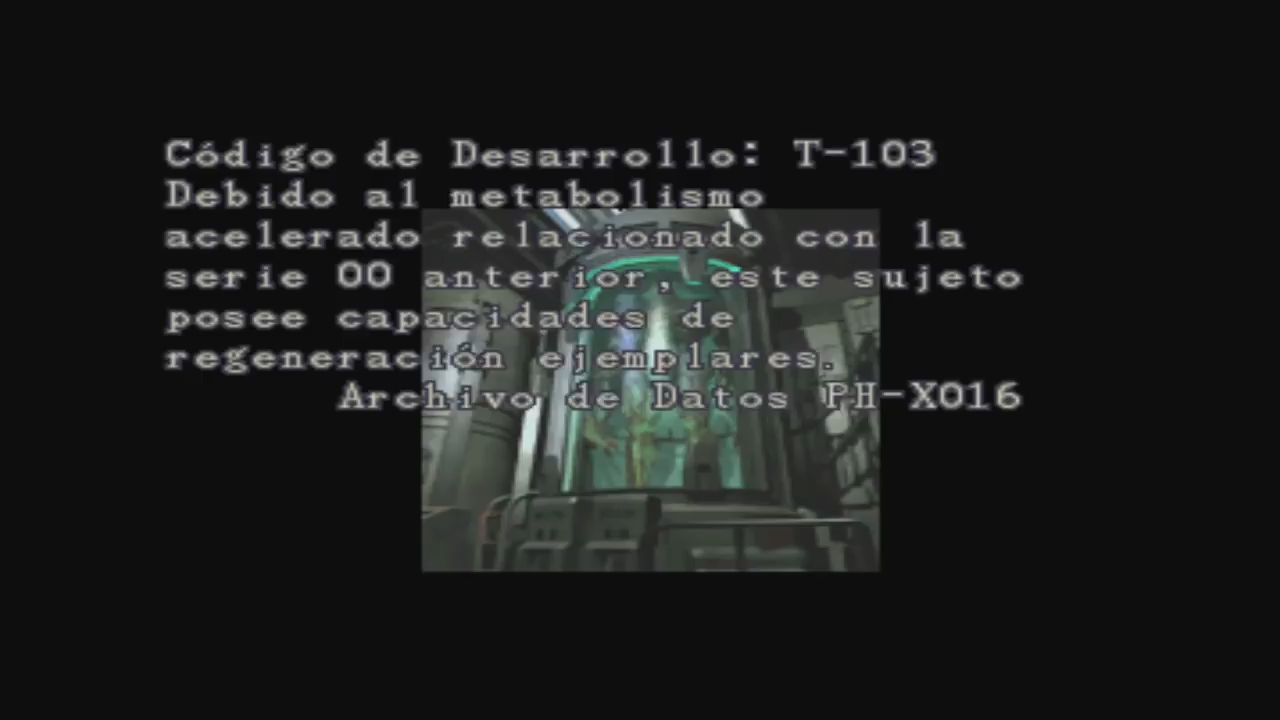 Código de Desarrollo: T-103
Debido al metabolismo
acelerado relacionado con la
serie 00 anterior, este sujeto
posee capacidades de
regeneración ejemplares.
Archivo de Datos PH-X016